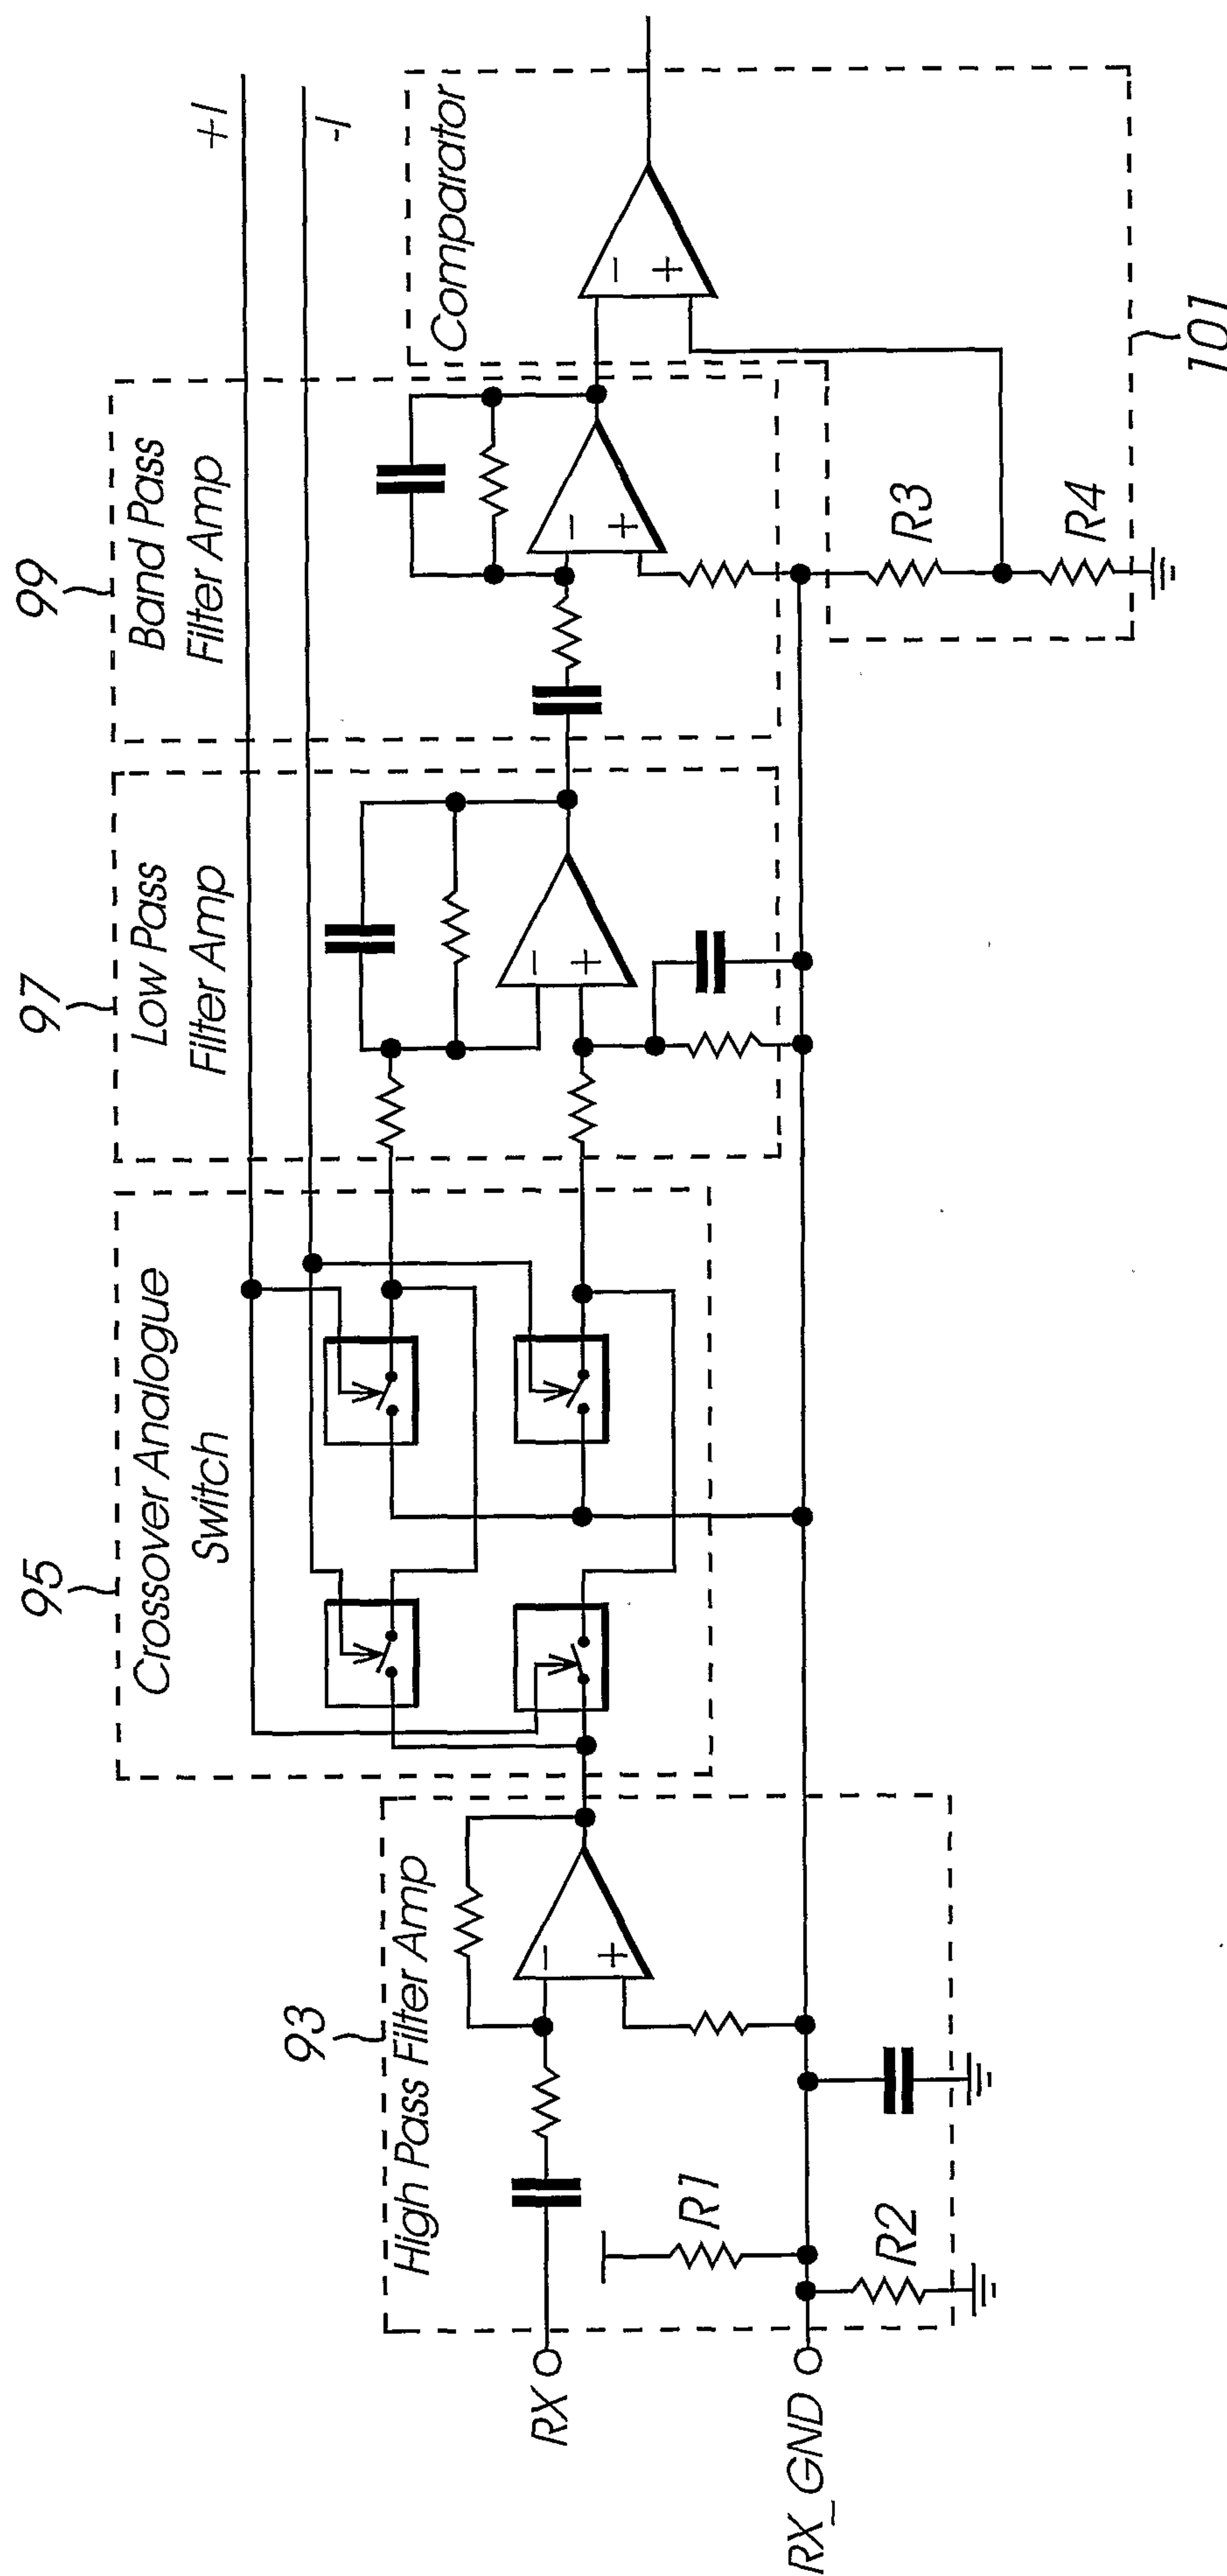 99
Band Pass
Filter Amp
97
Low Pass
Filter Amp
95
Crossover Analogue
Switch
93
High Pass Filter Amp
+I
-I
Comparator
101
R3
R4
R1
R2
RX
RX_GND
-
+
-
+
-
+
-
+